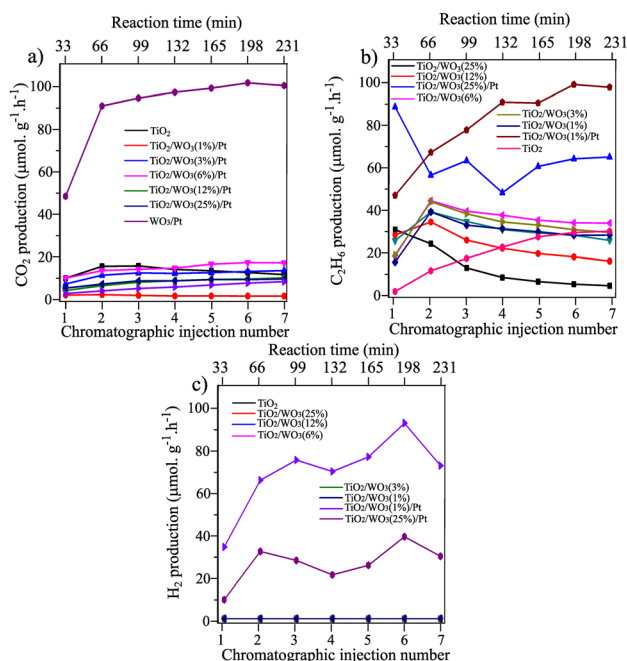 Reaction time (min)
33 66 99 132 165 198 231
a)
100
80
60
40
20
0
CO2 production (μmol. g-1.h-1)
TiO2
TiO2/WO3(1%)/Pt
TiO2/WO3(3%)/Pt
TiO2/WO3(6%)/Pt
TiO2/WO3(12%)/Pt
TiO2/WO3(25%)/Pt
WO3/Pt
1 2 3 4 5 6 7
Chromatographic injection number
Reaction time (min)
33 66 99 132 165 198 231
b)
TiO2/WO3(25%)
TiO2/WO3(12%)
TiO2/WO3(25%)/Pt
TiO2/WO3(6%)
TiO2/WO3(3%)
TiO2/WO3(1%)
TiO2/WO3(1%)/Pt
TiO2
100
80
60
40
20
0
C2H6 production (μmol. g-1.h-1)
1 2 3 4 5 6 7
Chromatographic injection number
Reaction time (min)
33 66 99 132 165 198 231
c)
TiO2
TiO2/WO3(25%)
TiO2/WO3(12%)
TiO2/WO3(6%)
TiO2/WO3(3%)
TiO2/WO3(1%)
TiO2/WO3(1%)/Pt
TiO2/WO3(25%)/Pt
100
80
60
40
20
0
H2 production (μmol. g-1.h-1)
1 2 3 4 5 6 7
Chromatographic injection number